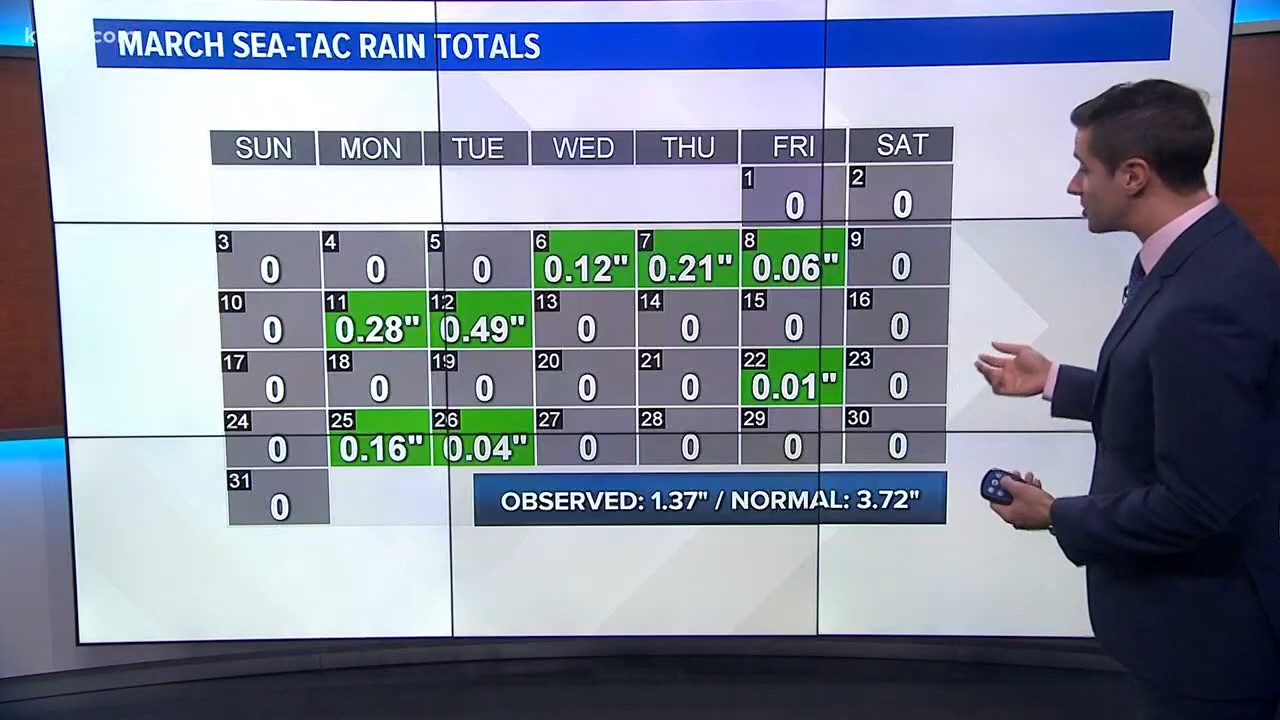 MARCH SEA-TAC RAIN TOTALS
SUN MON TUE WED THU FRI SAT
1 2
0 0
3 4 5 6 7 8 9
0 0 0 0.12" 0.21" 0.06" 0
10 11 12 13 14 15 16
0 0.28" 0.49" 0 0 0 0
17 18 19 20 21 22 23
0 0 0 0 0 0.01" 0
24 25 26 27 28 29 30
0 0.16" 0.04" 0 0 0 0
31
0
OBSERVED: 1.37" / NORMAL: 3.72"